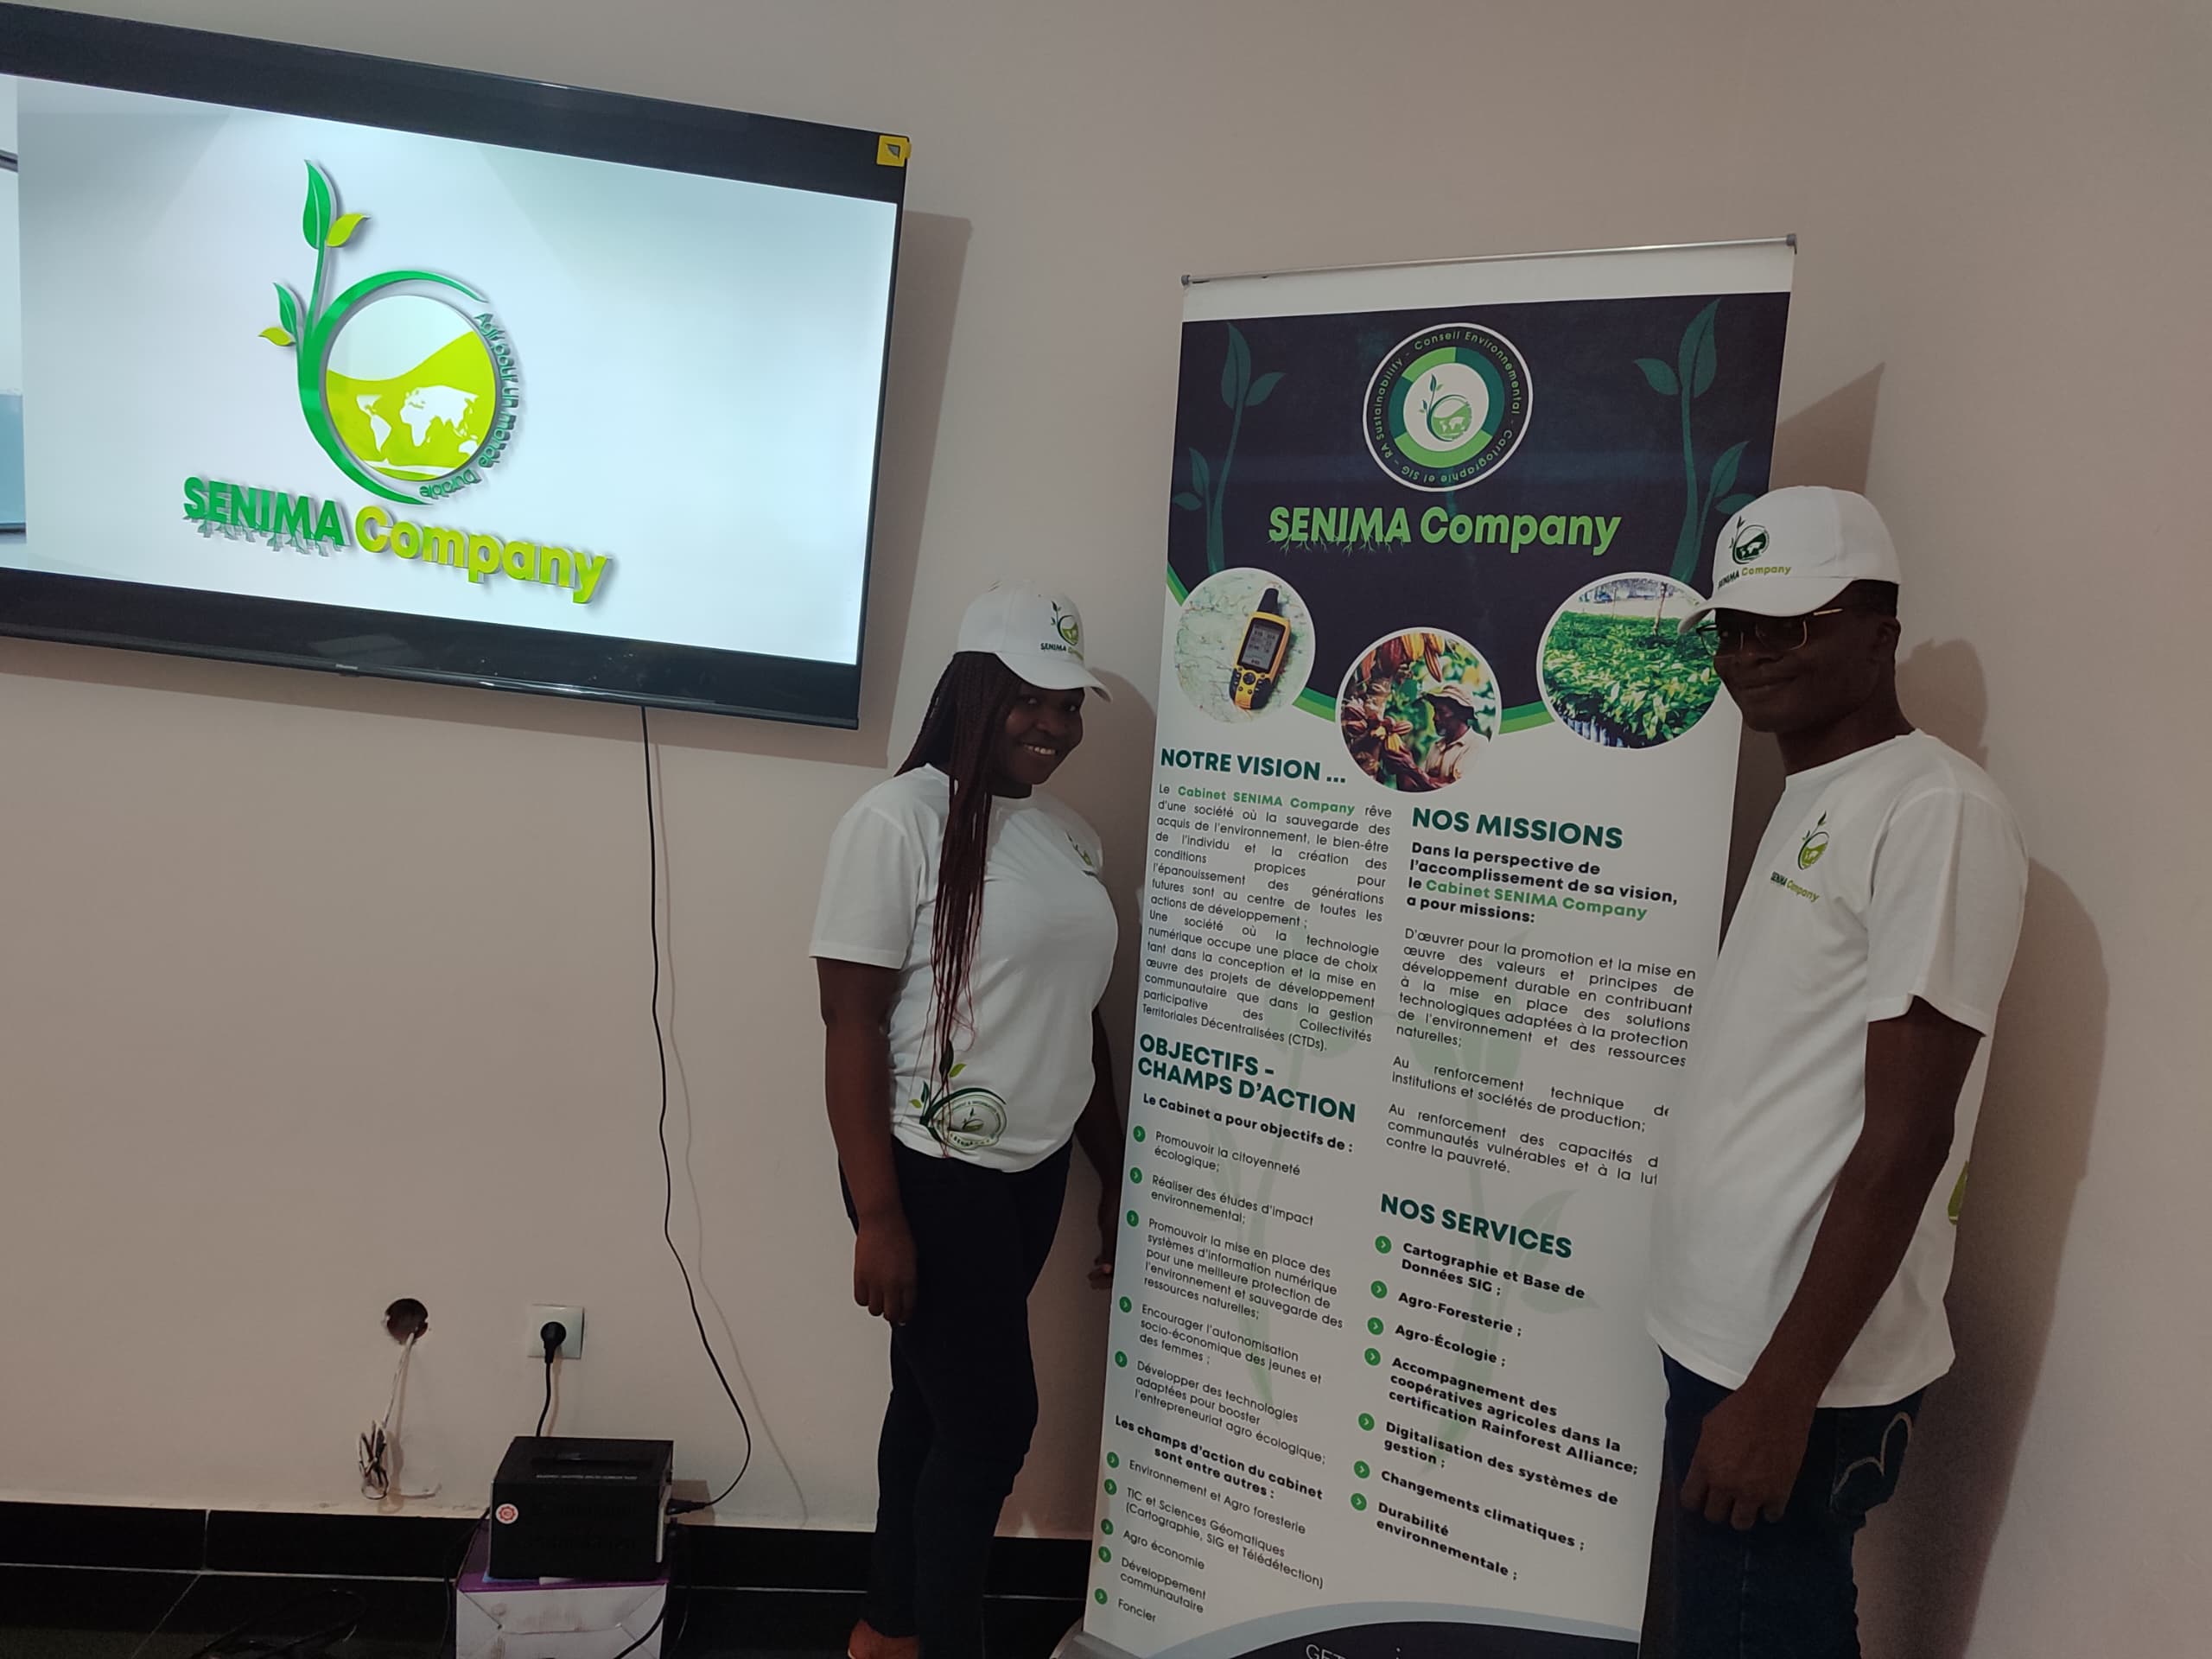 Agir pour un monde Durable
SENIMA Company
RA Sustainability - Conseil Environnemental - Cartographie et SIG -
SENIMA Company
NOTRE VISION ...
Le Cabinet SENIMA Company rêve
d'une société où la sauvegarde des
acquis de l'environnement, le bien-être
de l'individu et la création des
conditions propices pour
l'épanouissement des générations
futures sont au centre de toutes les
actions de développement ;
Une société où la technologie
numérique occupe une place de choix
tant dans la conception et la mise en
œuvre des projets de développement
communautaire que dans la gestion
participative des Collectivités
Territoriales Décentralisées (CTDs).
OBJECTIFS -
CHAMPS D'ACTION
Le Cabinet a pour objectifs de :
Promouvoir la citoyenneté
écologique;
Réaliser des études d'impact
environnemental;
Promouvoir la mise en place des
systèmes d'information numérique
pour une meilleure protection de
l'environnement et sauvegarde des
ressources naturelles;
Encourager l'autonomisation
socio-économique des jeunes et
des femmes ;
Développer des technologies
adaptées pour booster
l'entrepreneuriat agro écologique;
Les champs d'action du cabinet
sont entre autres :
Environnement et Agro foresterie
TIC et Sciences Géomatiques
(Cartographie, SIG et Télédétection)
Agro économie
Développement
communautaire
Foncier
NOS MISSIONS
Dans la perspective de
l'accomplissement de sa vision,
le Cabinet SENIMA Company
a pour missions:
D'œuvrer pour la promotion et la mise en
œuvre des valeurs et principes de
développement durable en contribuant
à la mise en place des solutions
technologiques adaptées à la protection
de l'environnement et des ressources
naturelles;
Au renforcement technique de
institutions et sociétés de production;
Au renforcement des capacités d
communautés vulnérables et à la lut
contre la pauvreté.
NOS SERVICES
Cartographie et Base de
Données SIG ;
Agro-Foresterie ;
Agro-Écologie ;
Accompagnement des
coopératives agricoles dans la
certification Rainforest Alliance;
Digitalisation des systèmes de
gestion ;
Changements climatiques ;
Durabilité
environnementale ;
SENIMA
SENIMA Company
SENIMA Company